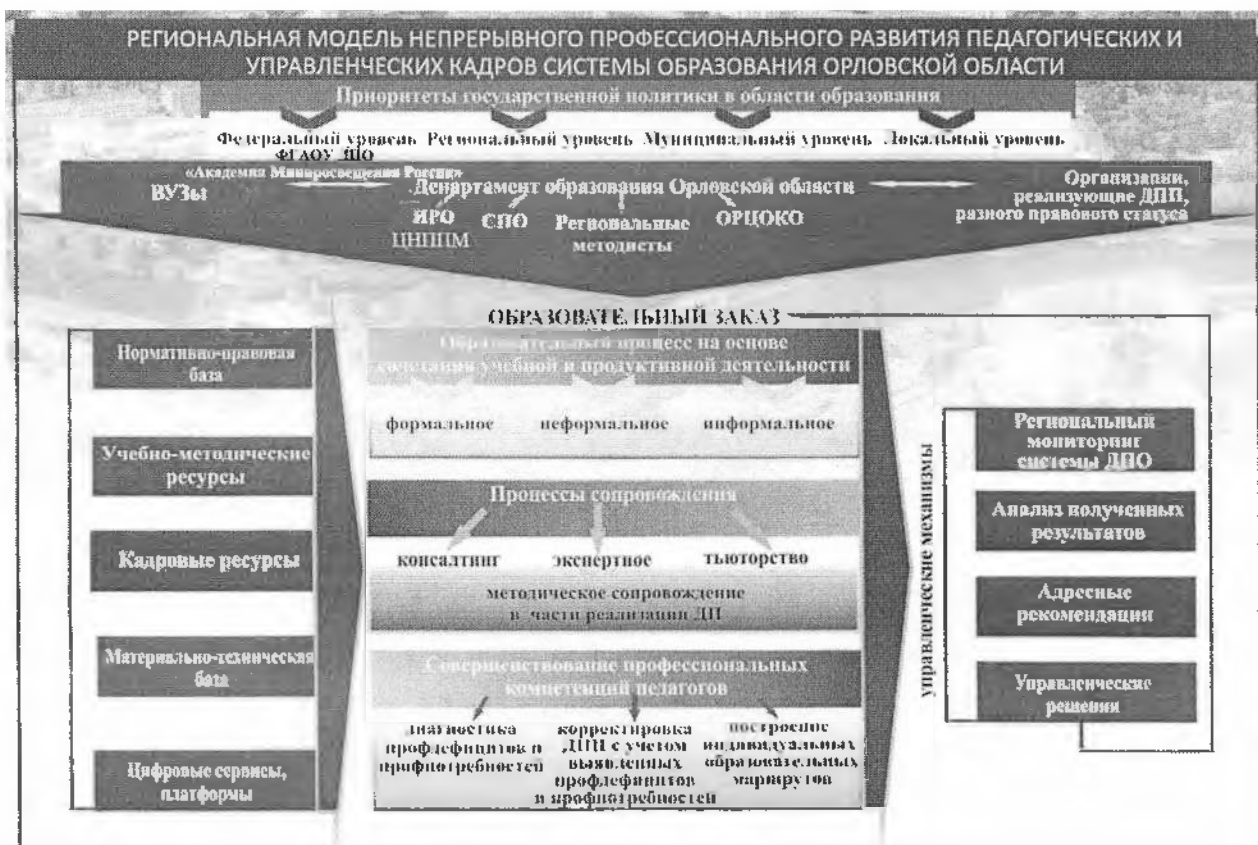 РЕГИОНАЛЬНАЯ МОДЕЛЬ НЕПРЕРЫВНОГО ПРОФЕССИОНАЛЬНОГО РАЗВИТИЯ ПЕДАГОГИЧЕСКИХ И
УПРАВЛЕНЧЕСКИХ КАДРОВ СИСТЕМЫ ОБРАЗОВАНИЯ ОРЛОВСКОЙ ОБЛАСТИ
Приоритеты государственной политики в области образования
Федеральный уровень Региональный уровень Муниципальный уровень Локальный уровень
ФГАОУ ДПО
«Академия Минпросвещения России»
ВУЗы
Департамент образования Орловской области
Организации,
реализующие ДПП,
разного правового статуса
ИРО
ЦНППМ
СПО
Региональные
методисты
ОРЦОКО
ОБРАЗОВАТЕЛЬНЫЙ ЗАКАЗ
Нормативно-правовая
база
Учебно-методические
ресурсы
Кадровые ресурсы
Материально-техническая
база
Цифровые сервисы,
платформы
Образовательный процесс на основе
сочетания учебной и продуктивной деятельности
формальное неформальное информальное
Процессы сопровождения
консалтинг экспертное тьюторство
методическое сопровождение
в части реализации ДП
Совершенствование профессиональных
компетенций педагогов
диагностика
профдефицитов и
профпотребностей
корректировка
ДПП с учетом
выявленных
профдефицитов
и профпотребностей
построение
индивидуальных
образовательных
маршрутов
управленческие механизмы
Региональный
мониторинг
системы ДПО
Анализ полученных
результатов
Адресные
рекомендации
Управленческие
решения